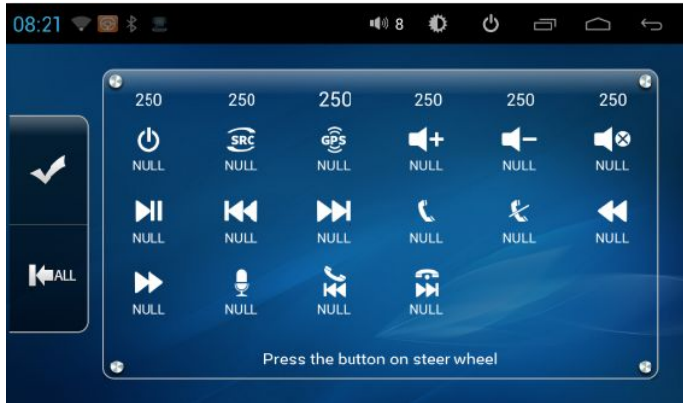 08:21 8
250 250 250 250 250 250
SRC GPS
NULL NULL NULL NULL NULL NULL
NULL NULL NULL NULL NULL NULL
ALL
NULL NULL NULL NULL
Press the button on steer wheel